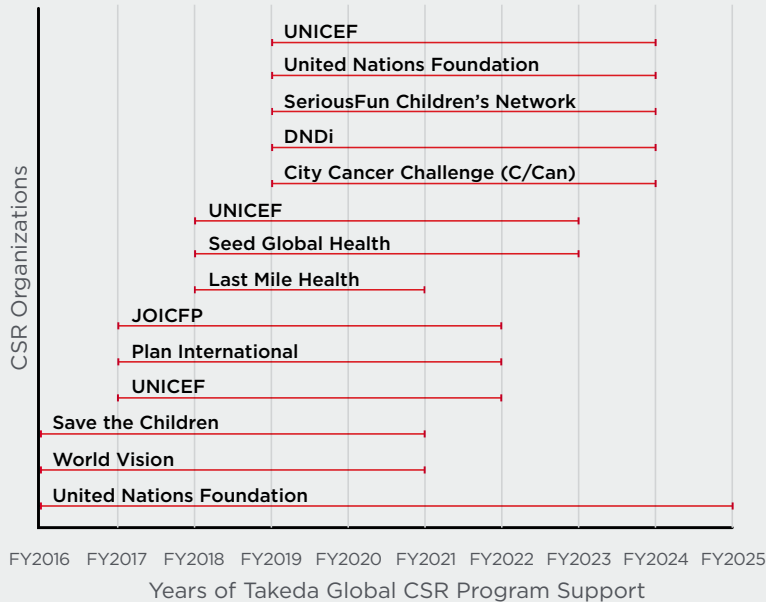 UNICEF
United Nations Foundation
SeriousFun Children's Network
DNDi
City Cancer Challenge (C/Can)
UNICEF
Seed Global Health
Last Mile Health
JOICFP
Plan International
UNICEF
Save the Children
World Vision
United Nations Foundation
CSR Organizations
FY2016 FY2017 FY2018 FY2019 FY2020 FY2021 FY2022 FY2023 FY2024 FY2025
Years of Takeda Global CSR Program Support